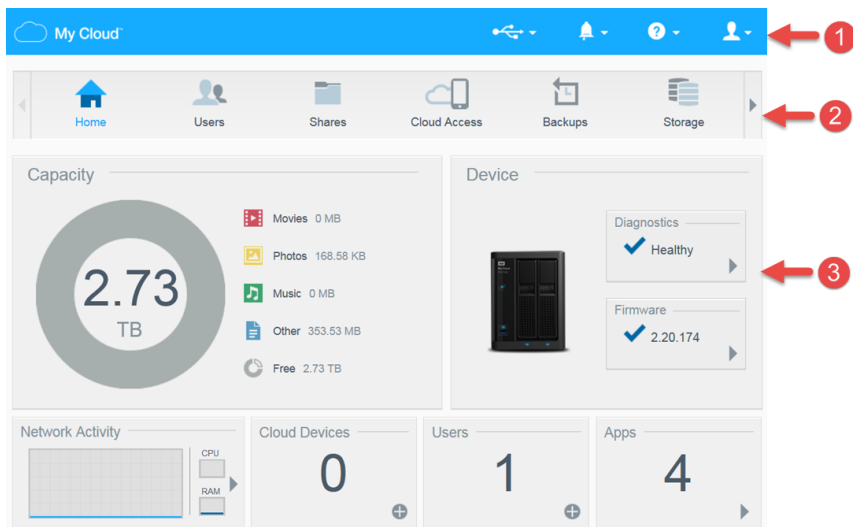 My Cloud™
1
Home
Users
Shares
Cloud Access
Backups
Storage
2
Capacity
2.73
TB
Movies 0 MB
Photos 168.58 KB
Music 0 MB
Other 353.53 MB
Free 2.73 TB
Device
Diagnostics
Healthy
Firmware
2.20.174
3
Network Activity
CPU
RAM
Cloud Devices
0
Users
1
Apps
4